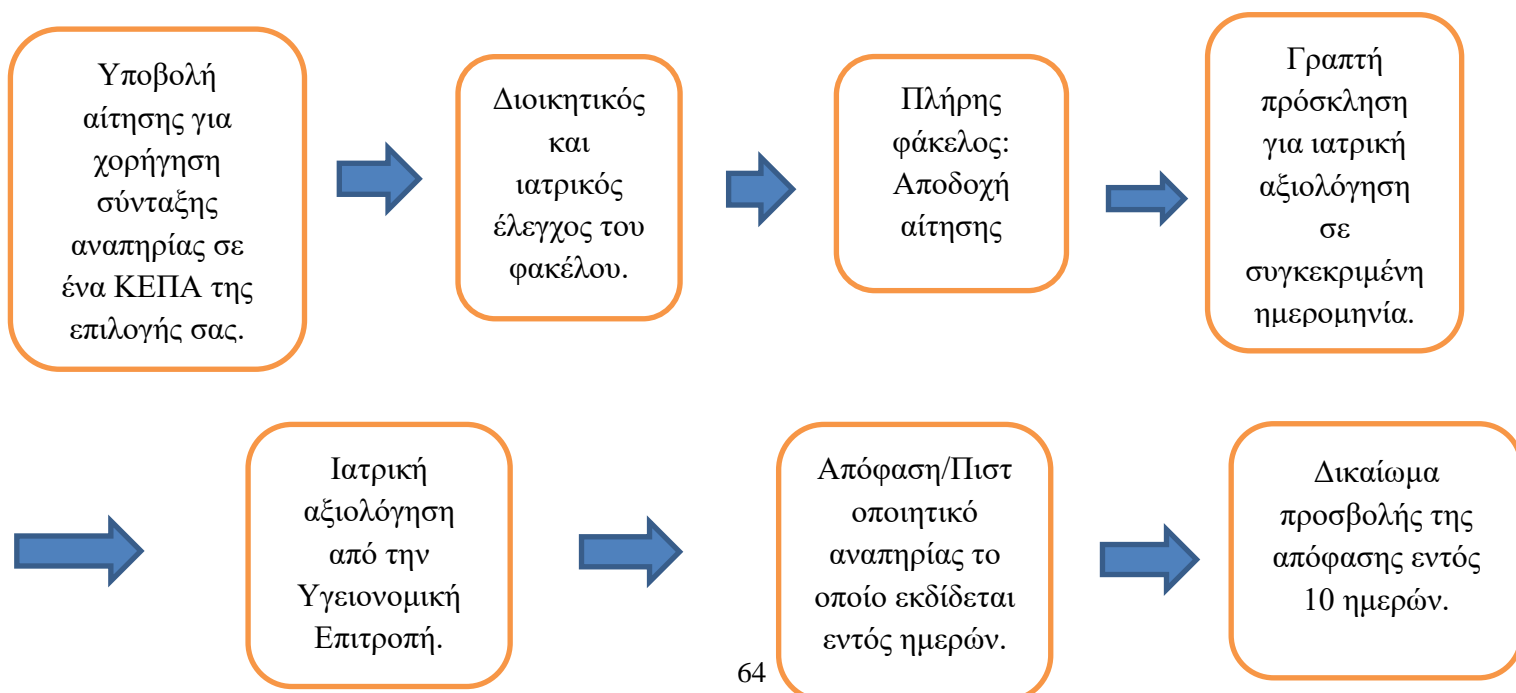 Υποβολή
αίτησης για
χορήγηση
σύνταξης
αναπηρίας σε
ένα ΚΕΠΑ της
επιλογής σας.
Διοικητικός
και
ιατρικός
έλεγχος του
φακέλου.
Πλήρης
φάκελος:
Αποδοχή
αίτησης
Γραπτή
πρόσκληση
για ιατρική
αξιολόγηση
σε
συγκεκριμένη
ημερομηνία.
Ιατρική
αξιολόγηση
από την
Υγειονομική
Επιτροπή.
Απόφαση/Πιστ
οποιητικό
αναπηρίας το
οποίο εκδίδεται
εντός ημερών.
Δικαίωμα
προσβολής της
απόφασης εντός
10 ημερών.
64